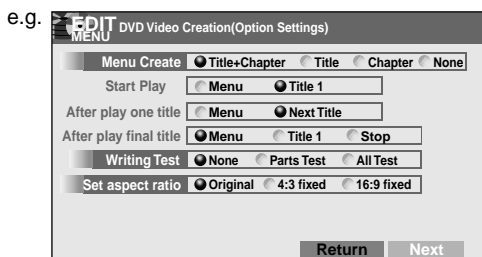 e.g.
EDIT MENU DVD Video Creation(Option Settings)
Menu Create Title+Chapter Title Chapter None
Start Play Menu Title 1
After play one title Menu Next Title
After play final title Menu Title 1 Stop
Writing Test None Parts Test All Test
Set aspect ratio Original 4:3 fixed 16:9 fixed
Return Next